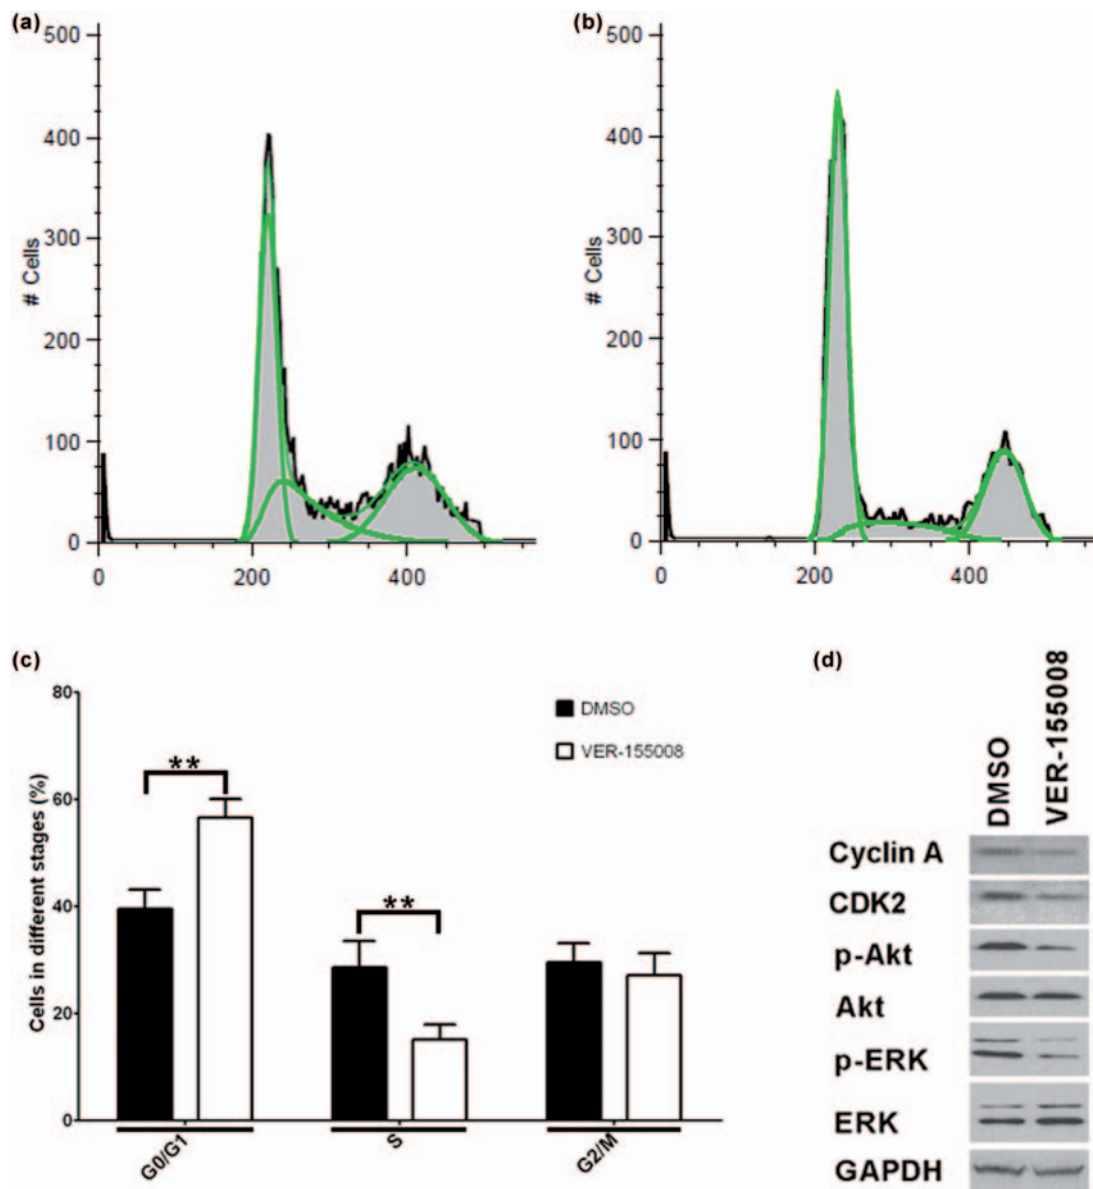 (a)
500
400
300
200
100
0
# Cells
0 200 400
(b)
500
400
300
200
100
0
# Cells
0 200 400
(c)
80
60
40
20
0
Cells in different stages (%)
DMSO
VER-155008
**
**
G0/G1 S G2/M
(d)
DMSO VER-155008
Cyclin A
CDK2
p-Akt
Akt
p-ERK
ERK
GAPDH